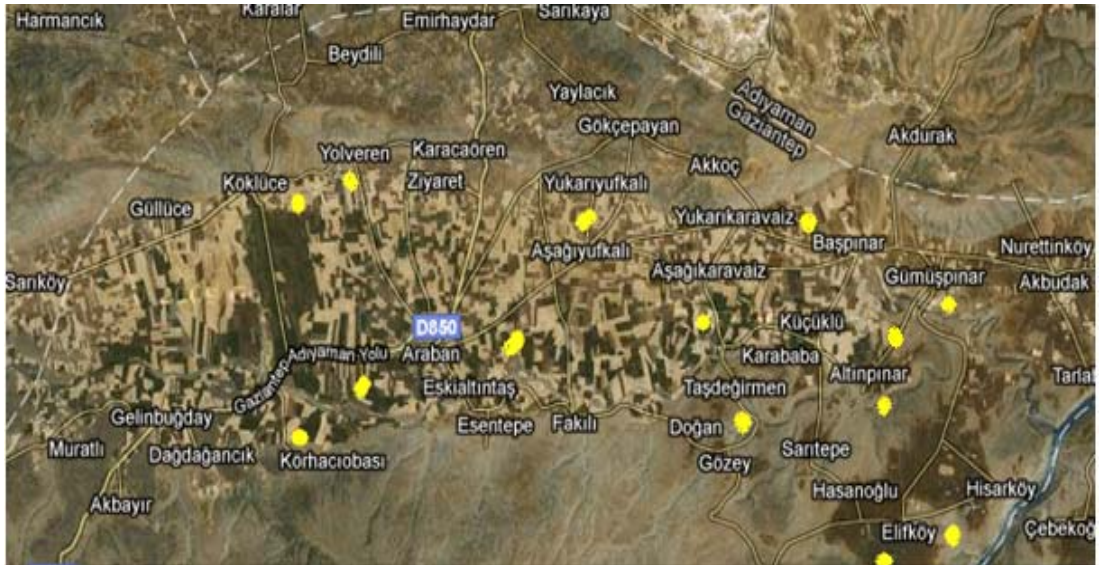 Harmancık
Karalar
Emirhaydar
Sarıkaya
Beydili
Yaylacık
Adıyaman
Gaziantep
Gökçepayan
Akdurak
Yolveren
Karacaören
Akkoç
Köklüce
Ziyaret
Yukarıyufkalı
Güllüce
Yukarıkaravaiz
Başpınar
Nurettinköy
Aşağıyufkalı
Aşağıkaravaiz
Gümüşpınar
Akbudak
Sarıköy
D850
Küçüklü
Gaziantep Adıyaman Yolu
Araban
Karababa
Altınpınar
Eskialtıntaş
Taşdeğirmen
Gelinbuğday
Esentepe
Fakılı
Doğan
Muratlı
Dağdağancık
Körhacıobası
Sarıtepe
Gözey
Akbayır
Hasanoğlu
Hisarköy
Elifköy